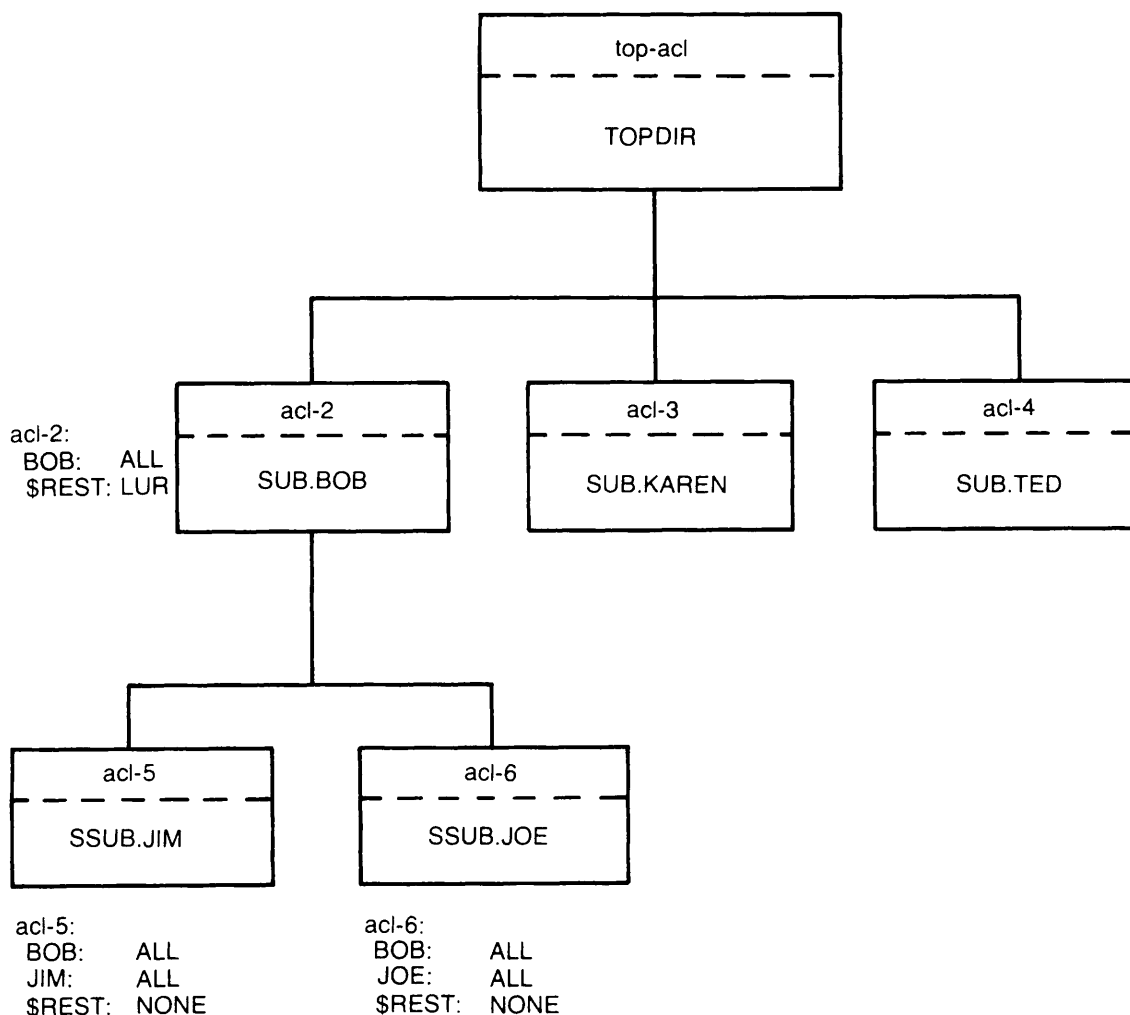 top-acl
TOPDIR
acl-2
SUB.BOB
acl-3
SUB.KAREN
acl-4
SUB.TED
acl-2:
BOB: ALL
$REST: LUR
acl-5
SSUB.JIM
acl-6
SSUB.JOE
acl-5:
BOB: ALL
JIM: ALL
$REST: NONE
acl-6:
BOB: ALL
JOE: ALL
$REST: NONE